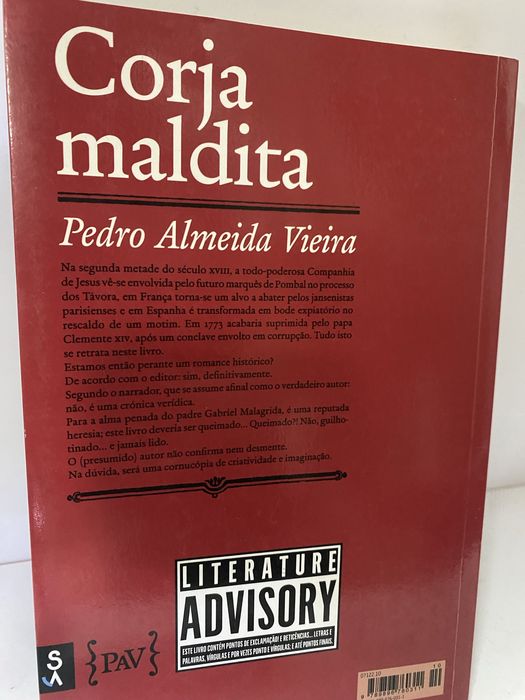 Corja
maldita
Pedro Almeida Vieira
Na segunda metade do século XVIII, a todo-poderosa Companhia
de Jesus vê-se envolvida pelo futuro marquês de Pombal no processo
dos Távora, em França torna-se um alvo a abater pelos jansenistas
parisienses e em Espanha é transformada em bode expiatório no
rescaldo de um motim. Em 1773 acabaria suprimida pelo papa
Clemente XIV, após um conclave envolto em corrupção. Tudo isto
se retrata neste livro.
Estamos então perante um romance histórico?
De acordo com o editor: sim, definitivamente.
Segundo o narrador, que se assume afinal como o verdadeiro autor:
não, é uma crónica verídica.
Para a alma penada do padre Gabriel Malagrida, é uma reputada
heresia; este livro deveria ser queimado... Queimado?! Não, guilho-
tinado... e jamais lido.
O (presumido) autor não confirma nem desmente.
Na dúvida, será uma cornucópia de criatividade e imaginação.
LITERATURE
ADVISORY
ESTE LIVRO CONTÉM PONTOS DE EXCLAMAÇÃO! E RETICÊNCIAS... LETRAS E
PALAVRAS, VÍRGULAS E POR VEZES PONTO E VÍRGULAS; E ATÉ PONTOS FINAIS.
S
{PAV}
07122.10
10